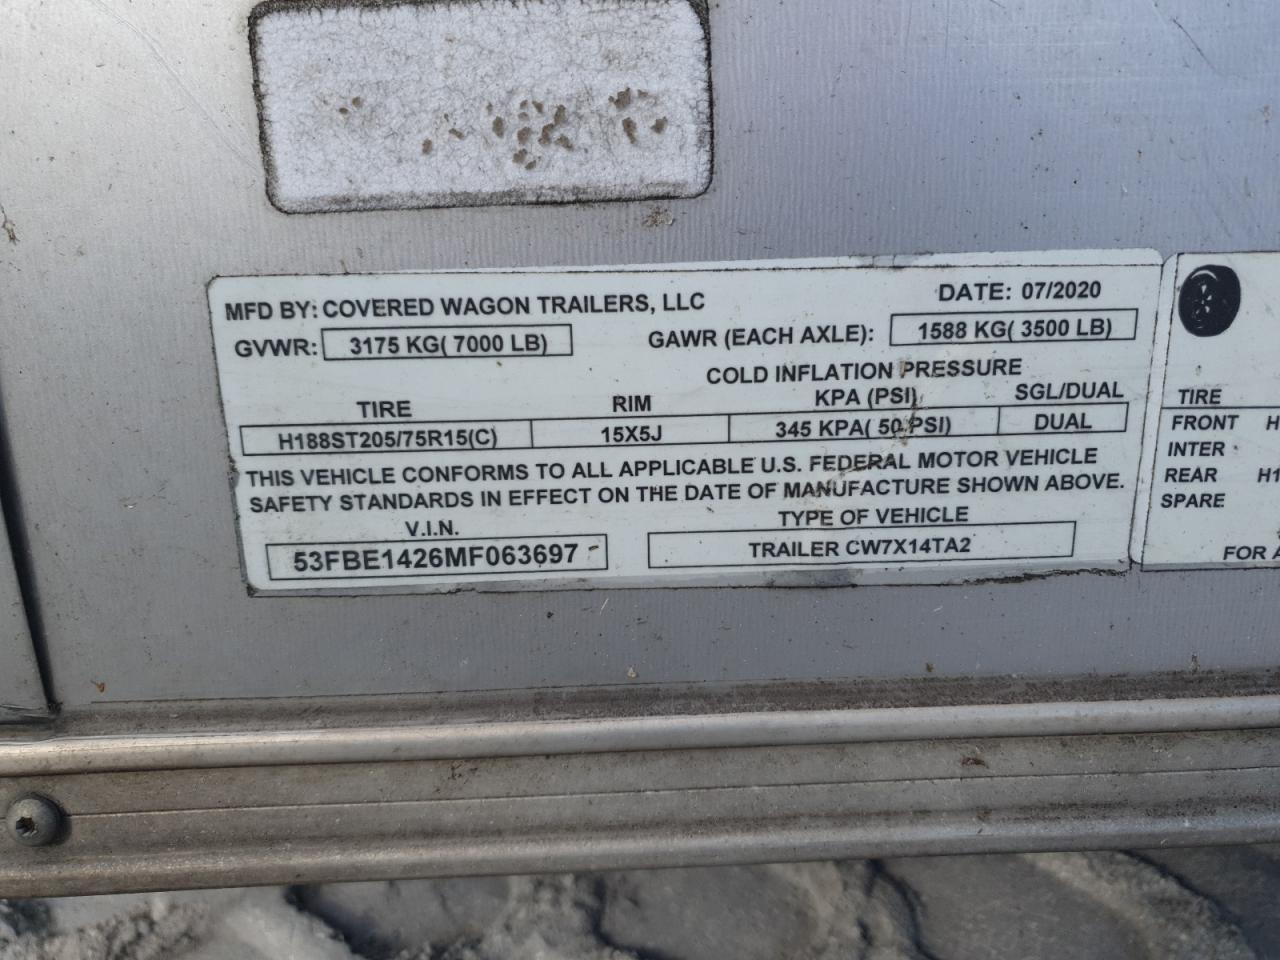 MFD BY: COVERED WAGON TRAILERS, LLC DATE: 07/2020
GVWR: 3175 KG( 7000 LB) GAWR (EACH AXLE): 1588 KG( 3500 LB)
COLD INFLATION PRESSURE
TIRE RIM KPA (PSI) SGL/DUAL
H188ST205/75R15(C) 15X5J 345 KPA( 50 PSI) DUAL
THIS VEHICLE CONFORMS TO ALL APPLICABLE U.S. FEDERAL MOTOR VEHICLE
SAFETY STANDARDS IN EFFECT ON THE DATE OF MANUFACTURE SHOWN ABOVE.
V.I.N. TYPE OF VEHICLE
53FBE1426MF063697 TRAILER CW7X14TA2
TIRE
FRONT H
INTER
REAR H1
SPARE
FOR A